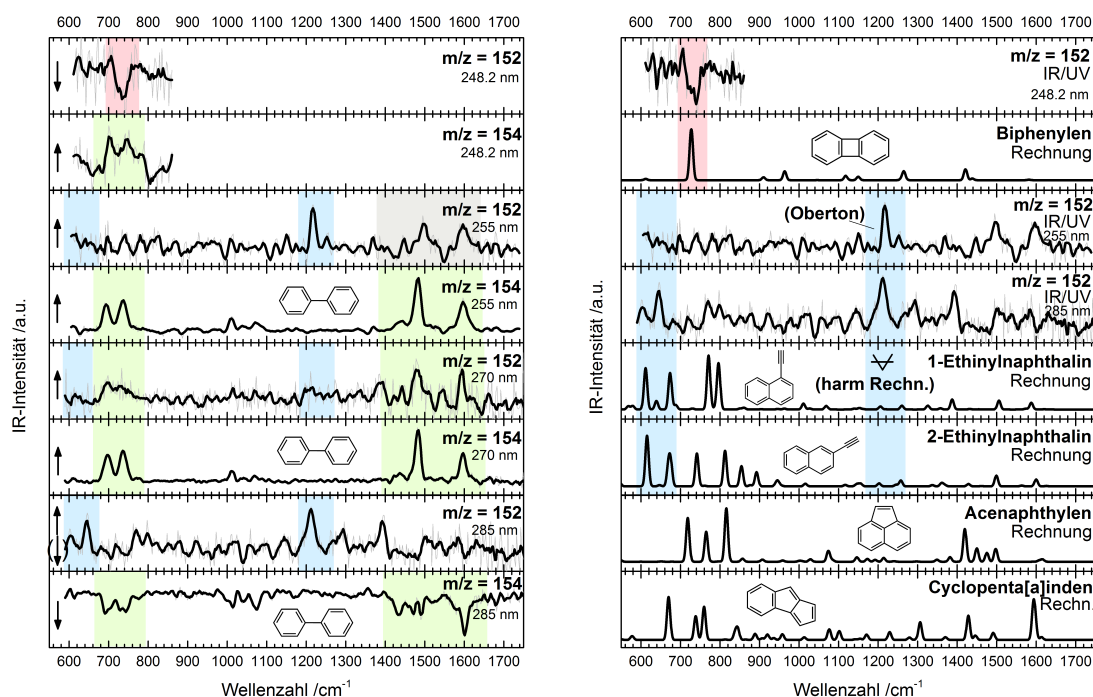 600 700 800 900 1000 1100 1200 1300 1400 1500 1600 1700
m/z = 152
248.2 nm
m/z = 154
248.2 nm
m/z = 152
255 nm
m/z = 154
255 nm
m/z = 152
270 nm
m/z = 154
270 nm
m/z = 152
285 nm
( )
m/z = 154
285 nm
600 700 800 900 1000 1100 1200 1300 1400 1500 1600 1700
Wellenzahl /cm⁻¹
IR-Intensität /a.u.
600 700 800 900 1000 1100 1200 1300 1400 1500 1600 1700
m/z = 152
IR/UV
248.2 nm
Biphenylen
Rechnung
(Oberton)
m/z = 152
IR/UV
255 nm
m/z = 152
IR/UV
285 nm
1-Ethinylnaphthalin
(harm Rechn.)
Rechnung
2-Ethinylnaphthalin
Rechnung
Acenaphthylen
Rechnung
Cyclopenta[a]inden
Rechn.
600 700 800 900 1000 1100 1200 1300 1400 1500 1600 1700
Wellenzahl /cm⁻¹
IR-Intensität /a.u.